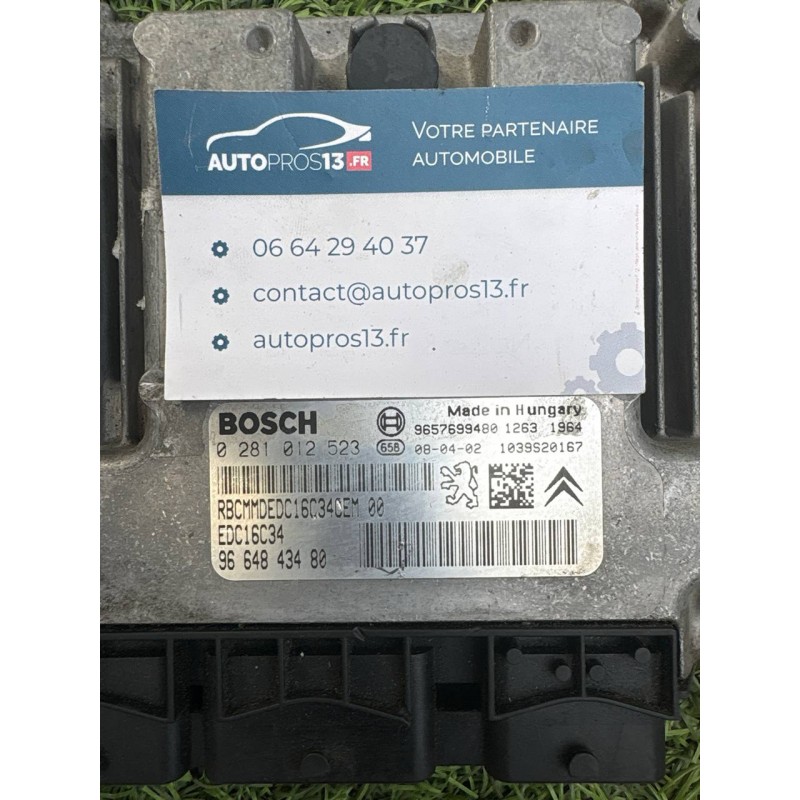 AUTOPROS13.FR
VOTRE PARTENAIRE
AUTOMOBILE
06 64 29 40 37
contact@autopros13.fr
autopros13.fr
BOSCH
Made in Hungary
9657699480 1263 1964
0 281 012 523
658 08-04-02 1039S20167
RBCMMDEDC16C34CEM 00
EDC16C34
96 648 434 80